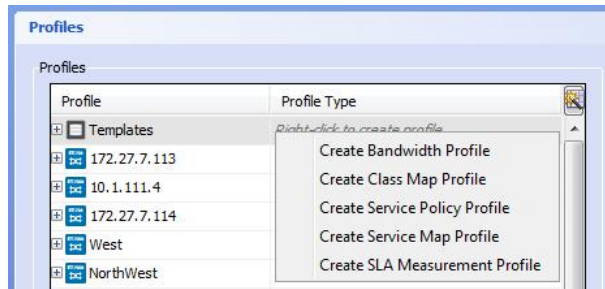 Profiles
Profiles
Profile Profile Type
Templates Right-click to create profile
172.27.7.113 Create Bandwidth Profile
10.1.111.4 Create Class Map Profile
172.27.7.114 Create Service Policy Profile
West Create Service Map Profile
NorthWest Create SLA Measurement Profile